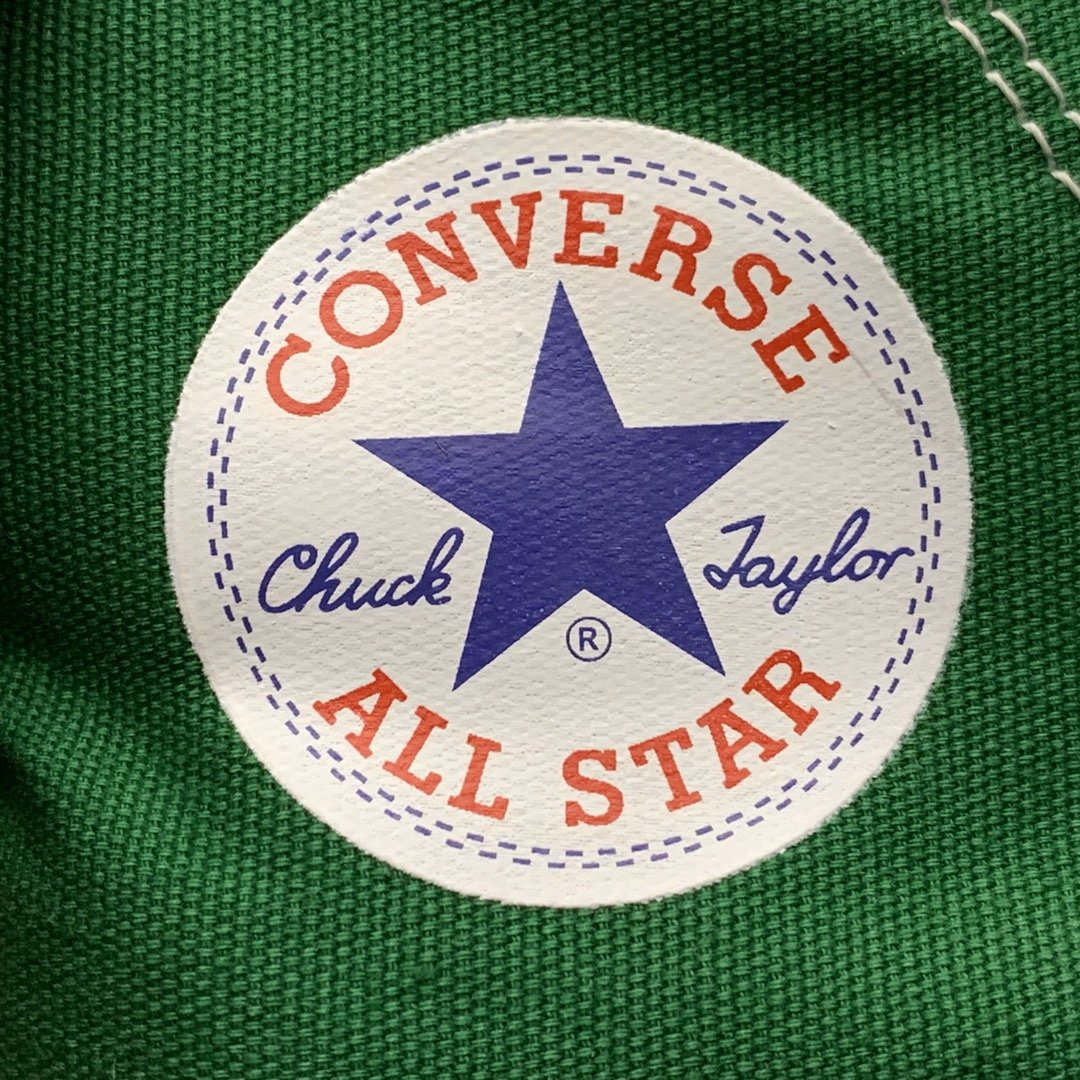 CONVERSE
Chuck Taylor
®
ALL STAR